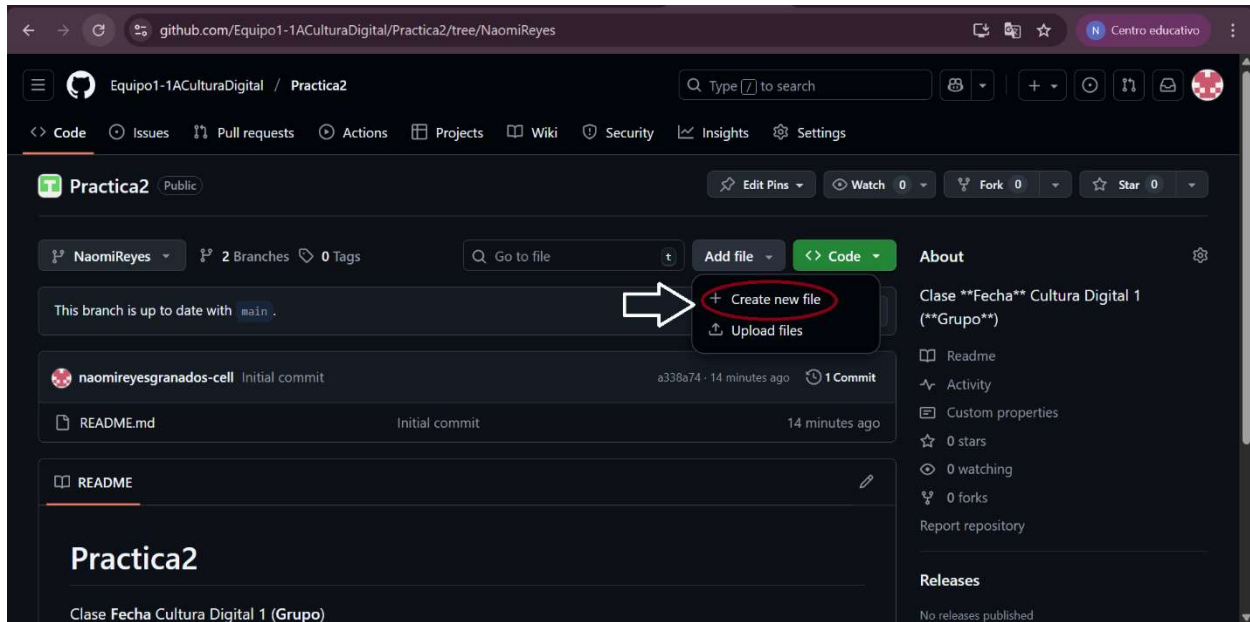 github.com/Equipo1-1ACulturaDigital/Practica2/tree/NaomiReyes
N Centro educativo
Equipo1-1ACulturaDigital / Practica2
Type / to search
Code Issues Pull requests Actions Projects Wiki Security Insights Settings
Practica2 Public
Edit Pins Watch 0 Fork 0 Star 0
NaomiReyes 2 Branches 0 Tags
Go to file t
Add file
<> Code
+ Create new file
Upload files
This branch is up to date with main .
naomireyesgranados-cell Initial commit a338a74 · 14 minutes ago 1 Commit
README.md Initial commit 14 minutes ago
README
Practica2
Clase Fecha Cultura Digital 1 (Grupo)
About
Clase **Fecha** Cultura Digital 1
(**Grupo**)
Readme
Activity
Custom properties
0 stars
0 watching
0 forks
Report repository
Releases
No releases published